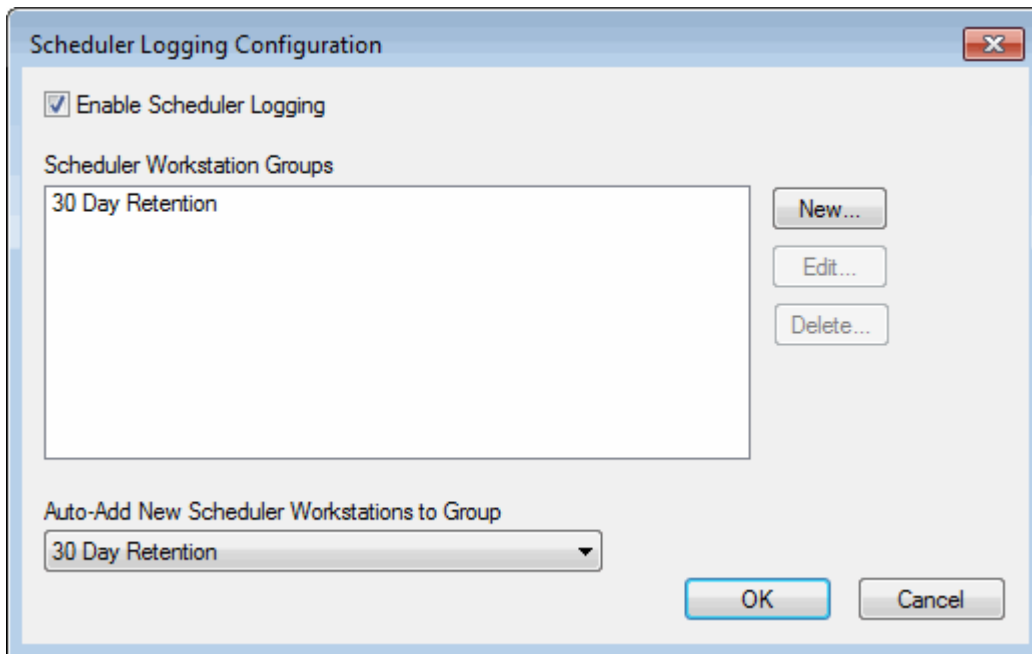 Scheduler Logging Configuration
Enable Scheduler Logging
Scheduler Workstation Groups
30 Day Retention
New...
Edit...
Delete...
Auto-Add New Scheduler Workstations to Group
30 Day Retention
OK
Cancel